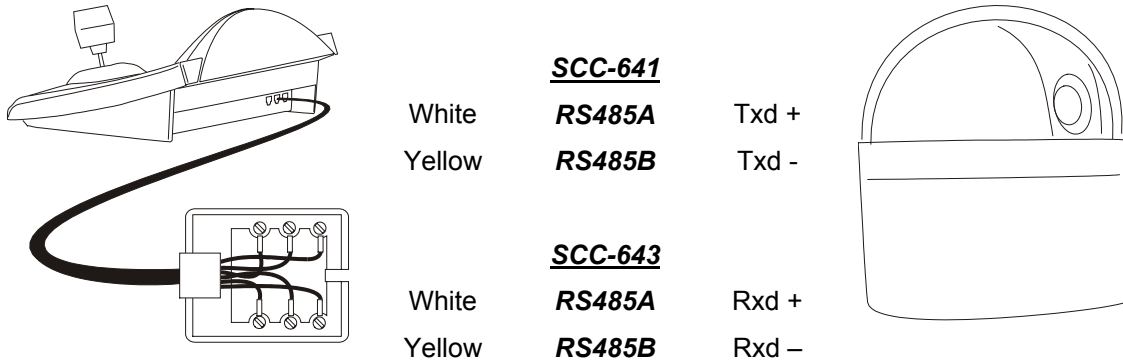 SCC-641
White RS485A Txd +
Yellow RS485B Txd -
SCC-643
White RS485A Rxd +
Yellow RS485B Rxd –